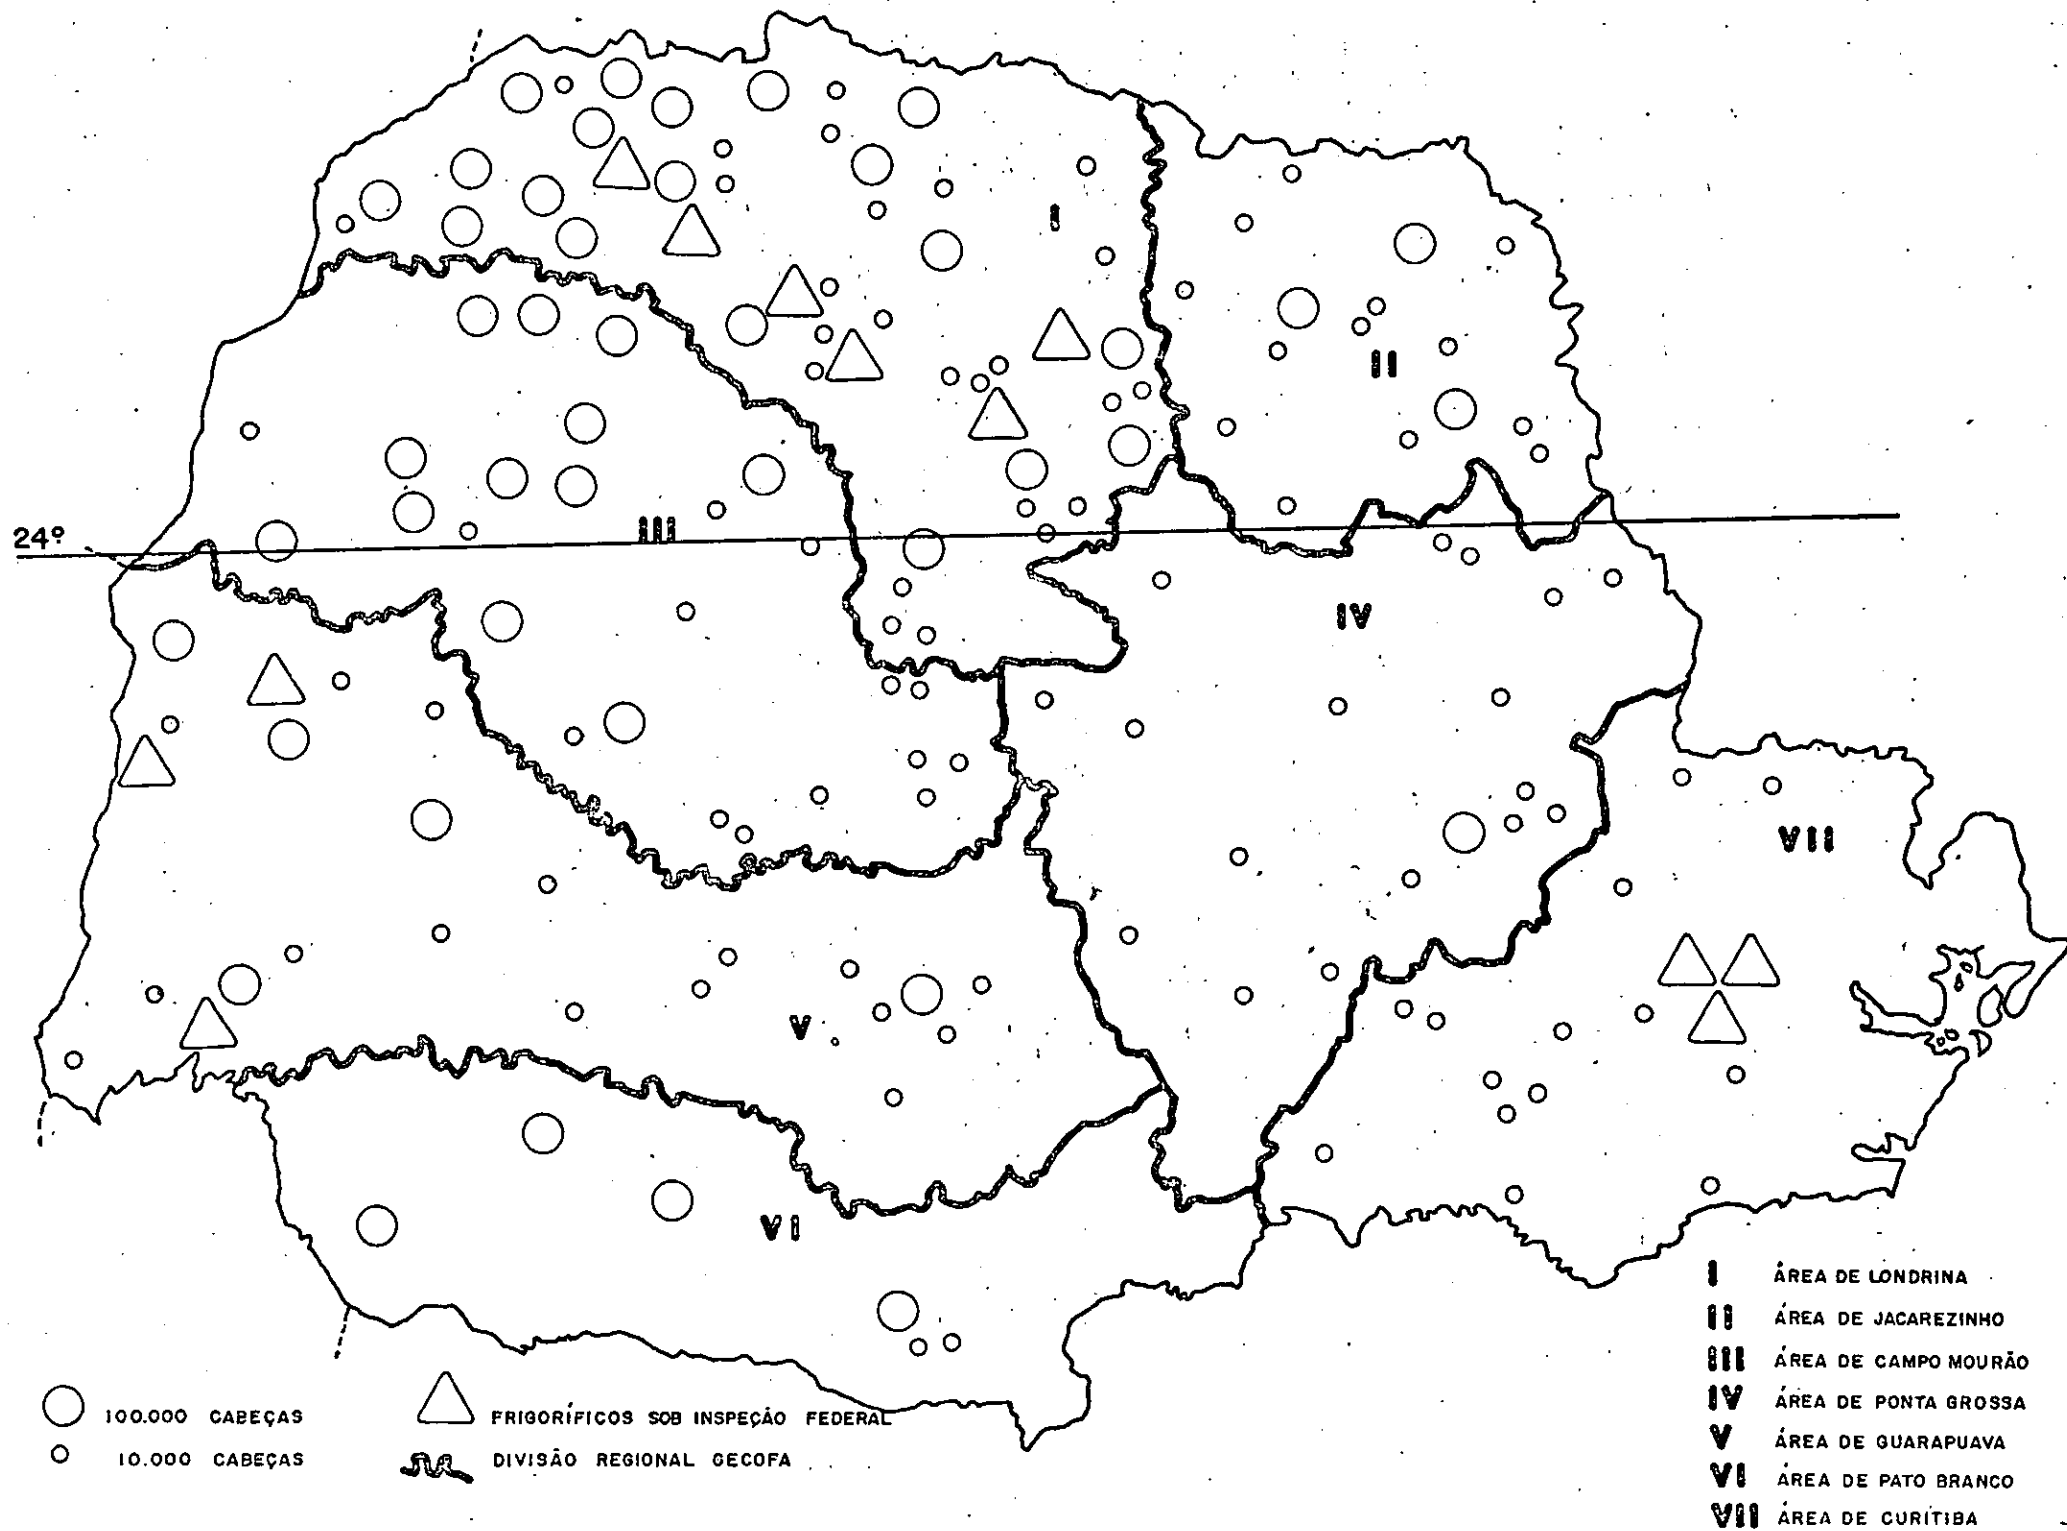 I
II
24º
III
IV
VII
V
VI
I ÁREA DE LONDRINA
II ÁREA DE JACAREZINHO
III ÁREA DE CAMPO MOURÃO
IV ÁREA DE PONTA GROSSA
V ÁREA DE GUARAPUAVA
VI ÁREA DE PATO BRANCO
VII ÁREA DE CURÍTIBA
100.000 CABEÇAS
10.000 CABEÇAS
FRIGORÍFICOS SOB INSPEÇÃO FEDERAL
DIVISÃO REGIONAL GECOFA